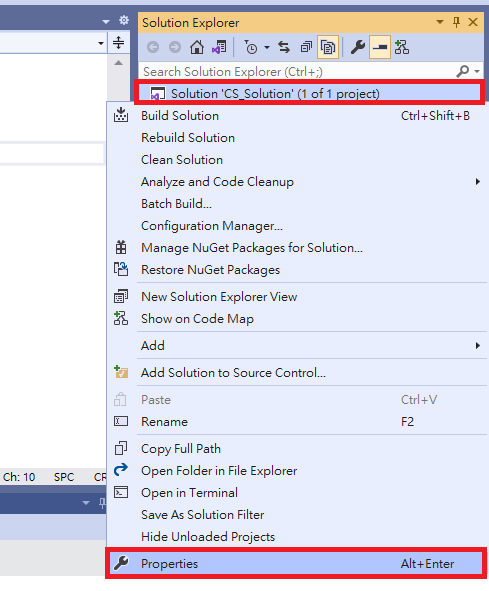 Solution Explorer
Search Solution Explorer (Ctrl+;)
Solution 'CS_Solution' (1 of 1 project)
Build Solution Ctrl+Shift+B
Rebuild Solution
Clean Solution
Analyze and Code Cleanup
Batch Build...
Configuration Manager...
Manage NuGet Packages for Solution...
Restore NuGet Packages
New Solution Explorer View
Show on Code Map
Add
Add Solution to Source Control...
Paste Ctrl+V
Rename F2
Copy Full Path
Open Folder in File Explorer
Ch: 10 SPC CR
Open in Terminal
Save As Solution Filter
Hide Unloaded Projects
Properties Alt+Enter